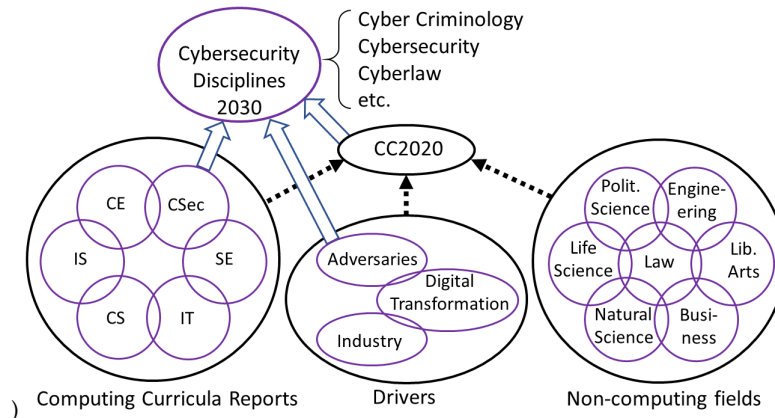 Cybersecurity
Disciplines
2030
Cyber Criminology
Cybersecurity
Cyberlaw
etc.
CC2020
CE
CSec
IS
SE
CS
IT
Adversaries
Digital
Transformation
Industry
Polit.
Science
Engine-
ering
Life
Science
Law
Lib.
Arts
Natural
Science
Busi-
ness
)
Computing Curricula Reports
Drivers
Non-computing fields